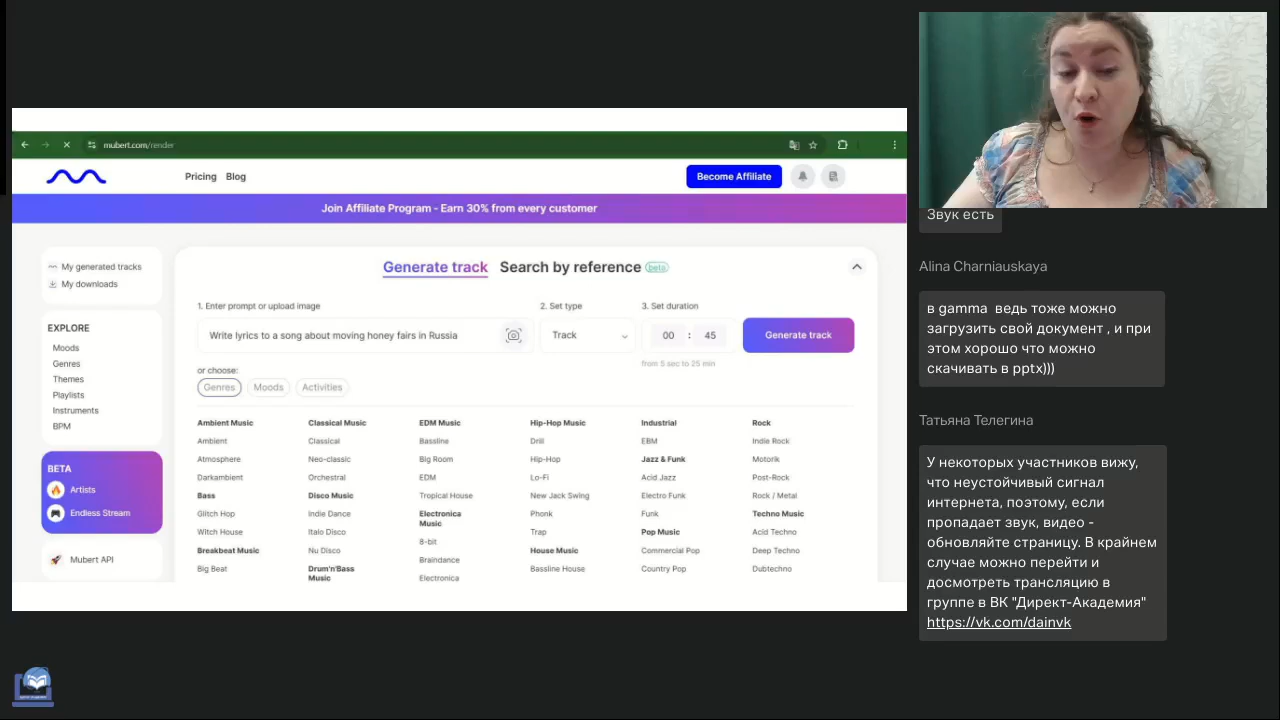 mubert.com/render
Pricing Blog
Become Affiliate
Join Affiliate Program - Earn 30% from every customer
My generated tracks
My downloads
EXPLORE
Moods
Genres
Themes
Playlists
Instruments
BPM
BETA
Artists
Endless Stream
Mubert API
Generate track Search by reference beta
1. Enter prompt or upload image
2. Set type
3. Set duration
Write lyrics to a song about moving honey fairs in Russia
Track
00 : 45
Generate track
from 5 sec to 25 min
or choose:
Genres Moods Activities
Ambient Music
Ambient
Atmosphere
Darkambient
Bass
Glitch Hop
Witch House
Breakbeat Music
Big Beat
Classical Music
Classical
Neo-classic
Orchestral
Disco Music
Indie Dance
Italo Disco
Nu Disco
Drum'n'Bass
Music
EDM Music
Bassline
Big Room
EDM
Tropical House
Electronica
Music
8-bit
Braindance
Electronica
Hip-Hop Music
Drill
Hip-Hop
Lo-Fi
New Jack Swing
Phonk
Trap
House Music
Bassline House
Industrial
EBM
Jazz & Funk
Acid Jazz
Electro Funk
Funk
Pop Music
Commercial Pop
Country Pop
Rock
Indie Rock
Motorik
Post-Rock
Rock / Metal
Techno Music
Acid Techno
Deep Techno
Dubtechno
Звук есть
Alina Charniauskaya
в gamma ведь тоже можно
загрузить свой документ , и при
этом хорошо что можно
скачивать в pptx)))
Татьяна Телегина
У некоторых участников вижу,
что неустойчивый сигнал
интернета, поэтому, если
пропадает звук, видео -
обновляйте страницу. В крайнем
случае можно перейти и
досмотреть трансляцию в
группе в ВК "Директ-Академия"
https://vk.com/dainvk